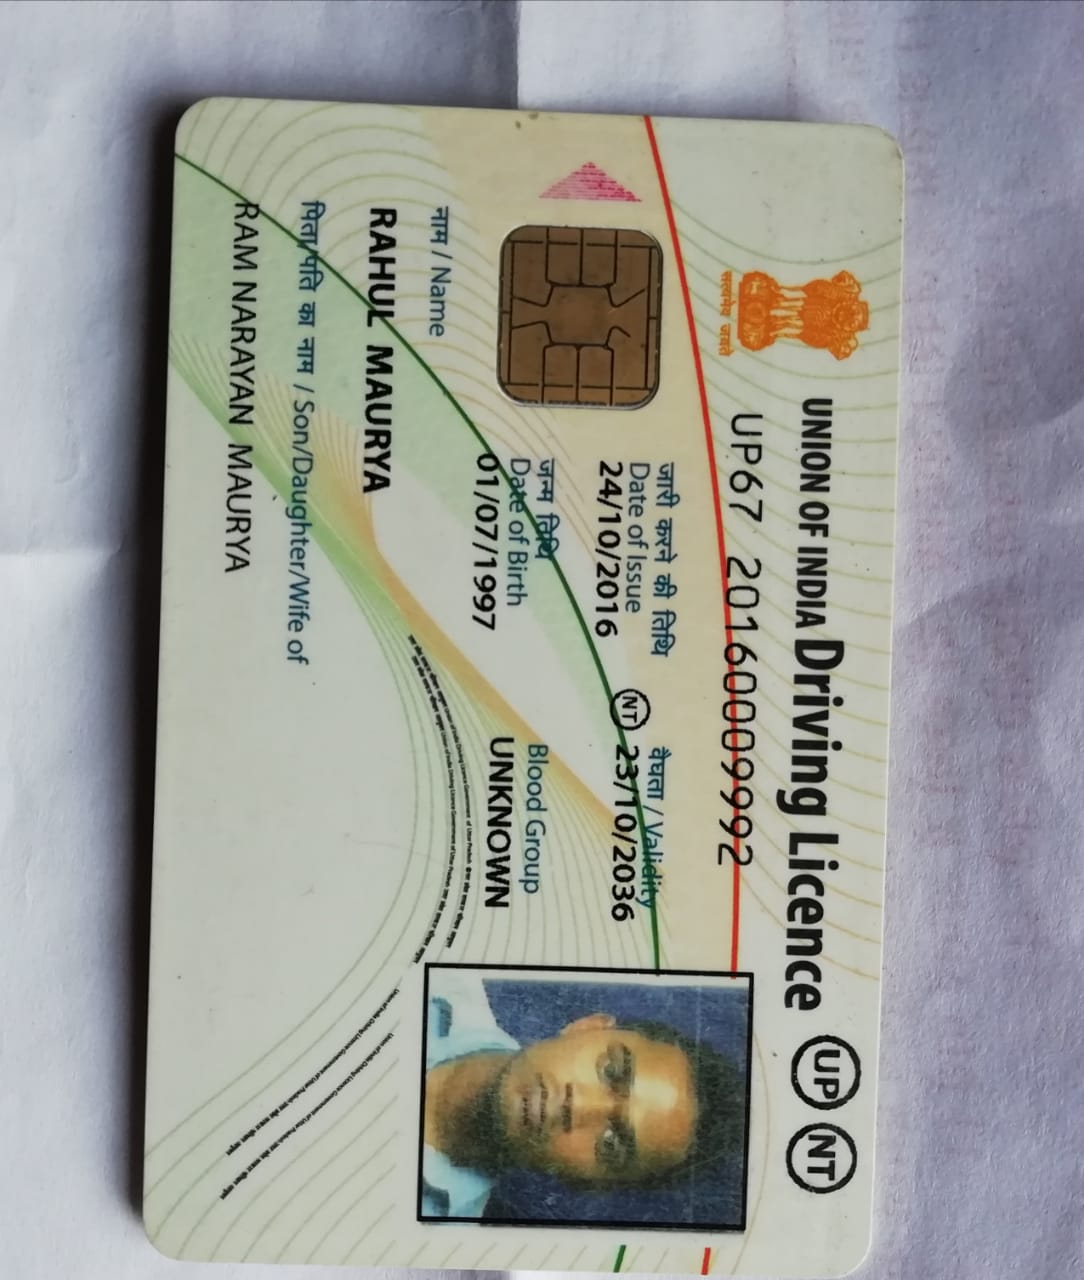 UNION OF INDIA Driving Licence UP NT
सत्यमेव जयते
UP67 20160009992
जारी करने की तिथि
Date of Issue
24/10/2016
वैधता / Validity
NT 23/10/2036
जन्म तिथि
Date of Birth
01/07/1997
Blood Group
UNKNOWN
नाम / Name
RAHUL MAURYA
पिता/पति का नाम / Son/Daughter/Wife of
RAM NARAYAN MAURYA